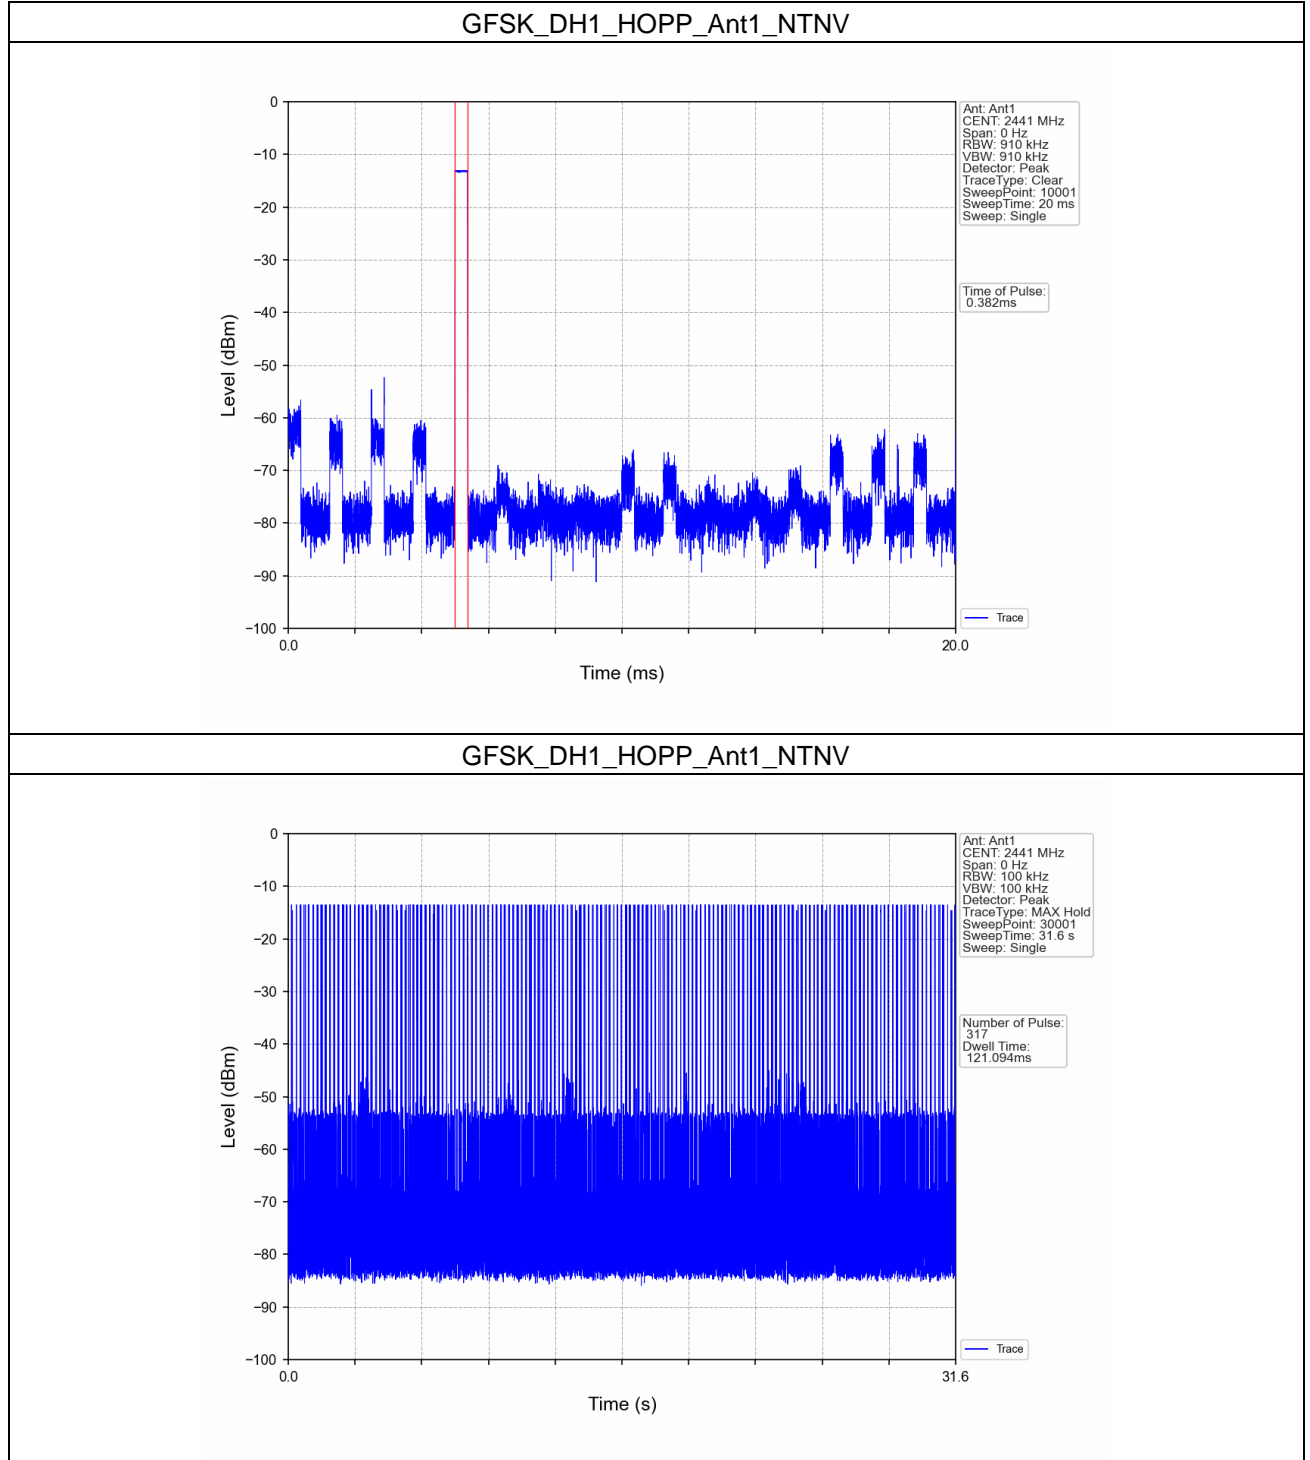 GFSK_DH1_HOPP_Ant1_NTNV
0
−10
−20
−30
−40
−50
−60
−70
−80
−90
−100
Level (dBm)
0.0
20.0
Time (ms)
Ant: Ant1
CENT: 2441 MHz
Span: 0 Hz
RBW: 910 kHz
VBW: 910 kHz
Detector: Peak
TraceType: Clear
SweepPoint: 10001
SweepTime: 20 ms
Sweep: Single
Time of Pulse:
0.382ms
Trace
GFSK_DH1_HOPP_Ant1_NTNV
0
−10
−20
−30
−40
−50
−60
−70
−80
−90
−100
Level (dBm)
0.0
31.6
Time (s)
Ant: Ant1
CENT: 2441 MHz
Span: 0 Hz
RBW: 100 kHz
VBW: 100 kHz
Detector: Peak
TraceType: MAX Hold
SweepPoint: 30001
SweepTime: 31.6 s
Sweep: Single
Number of Pulse:
317
Dwell Time:
121.094ms
Trace